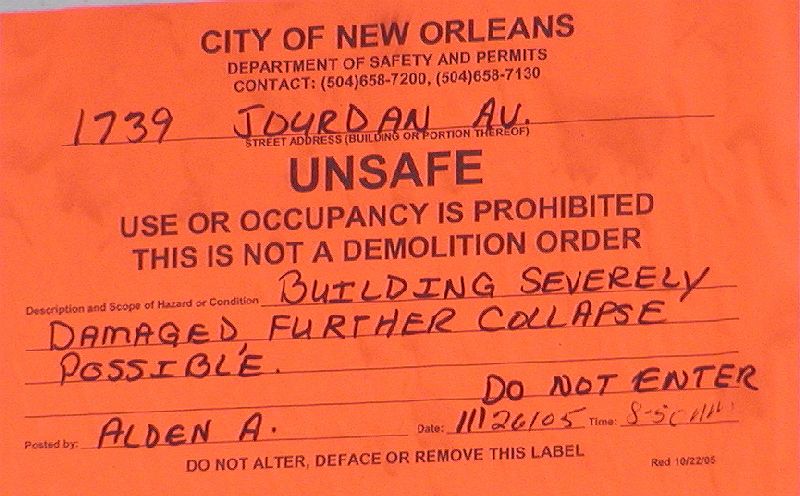 CITY OF NEW ORLEANS
DEPARTMENT OF SAFETY AND PERMITS
CONTACT: (504)658-7200, (504)658-7130
1739 JOURDAN AV.
STREET ADDRESS (BUILDING OR PORTION THEREOF)
UNSAFE
USE OR OCCUPANCY IS PROHIBITED
THIS IS NOT A DEMOLITION ORDER
Description and Scope of Hazard or Condition BUILDING SEVERELY
DAMAGED, FURTHER COLLAPSE
POSSIBLE.
DO NOT ENTER
Posted by: ALDEN A. Date: 11/26/05 Time:
DO NOT ALTER, DEFACE OR REMOVE THIS LABEL
Red 10/22/05